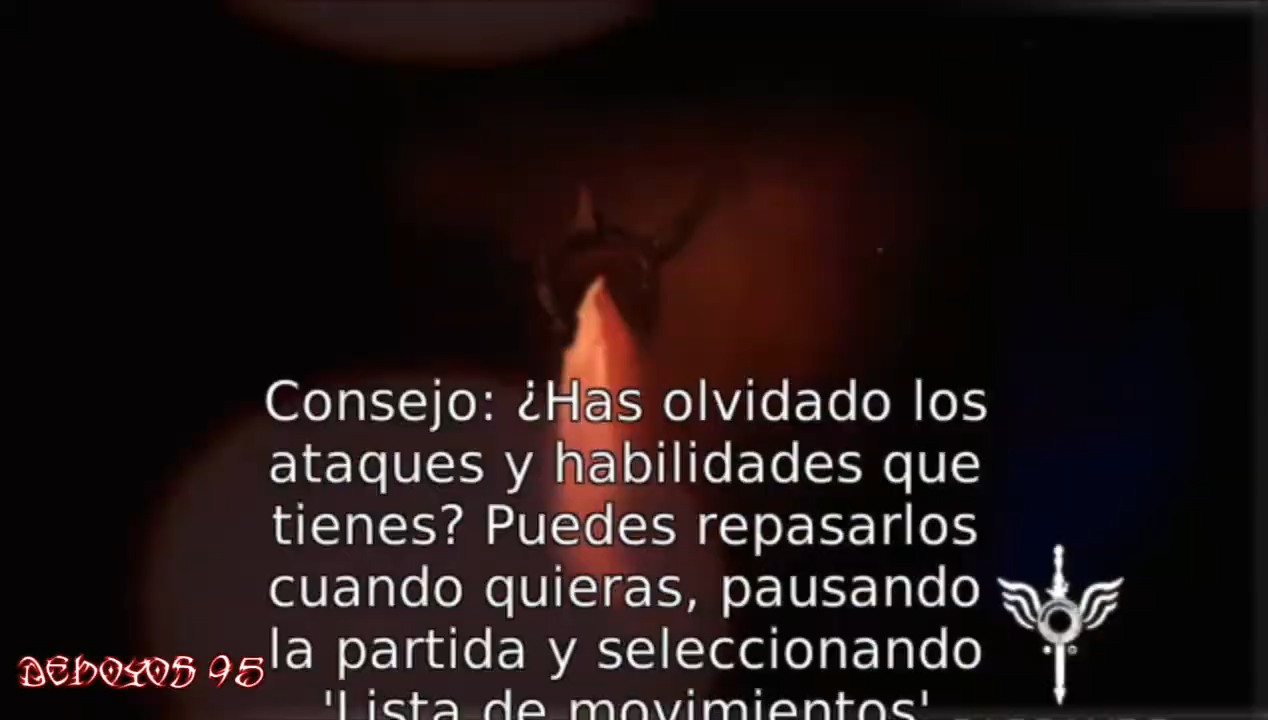 Consejo: ¿Has olvidado los
ataques y habilidades que
tienes? Puedes repasarlos
cuando quieras, pausando
la partida y seleccionando
'Lista de movimientos'
DEDOYOS 95